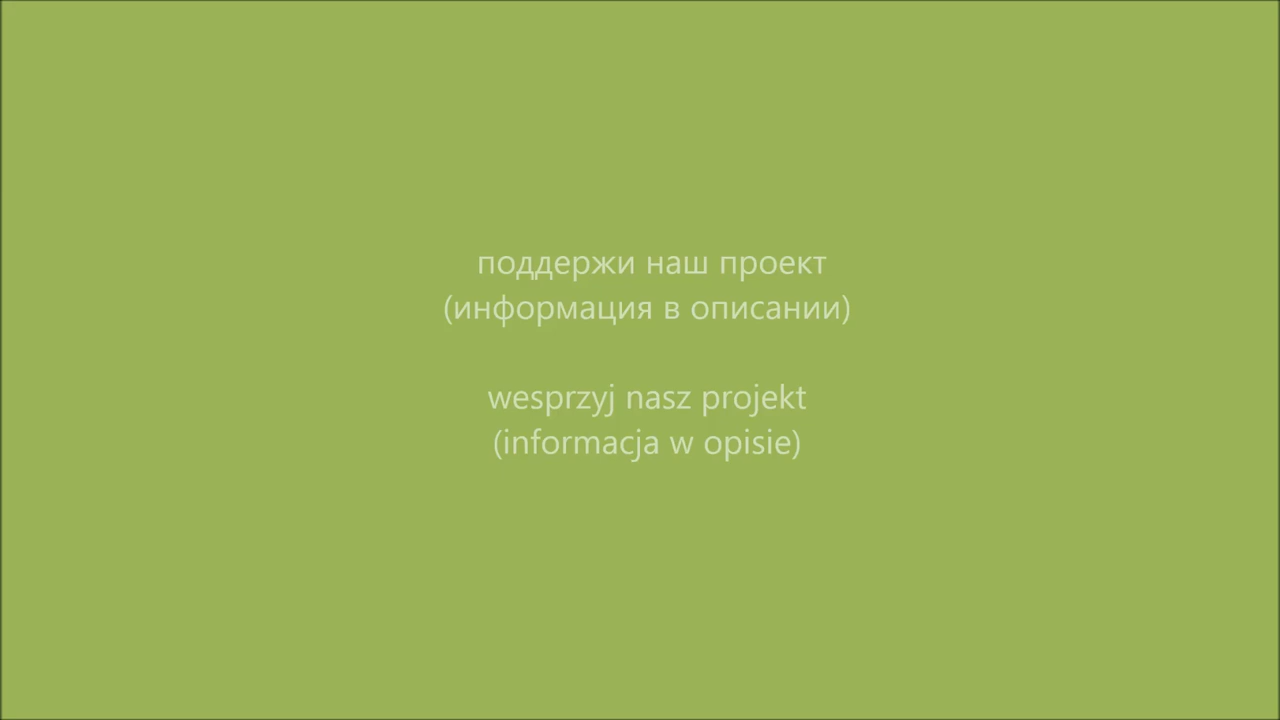 поддержи наш проект
(информация в описании)
wesprzyj nasz projekt
(informacja w opisie)